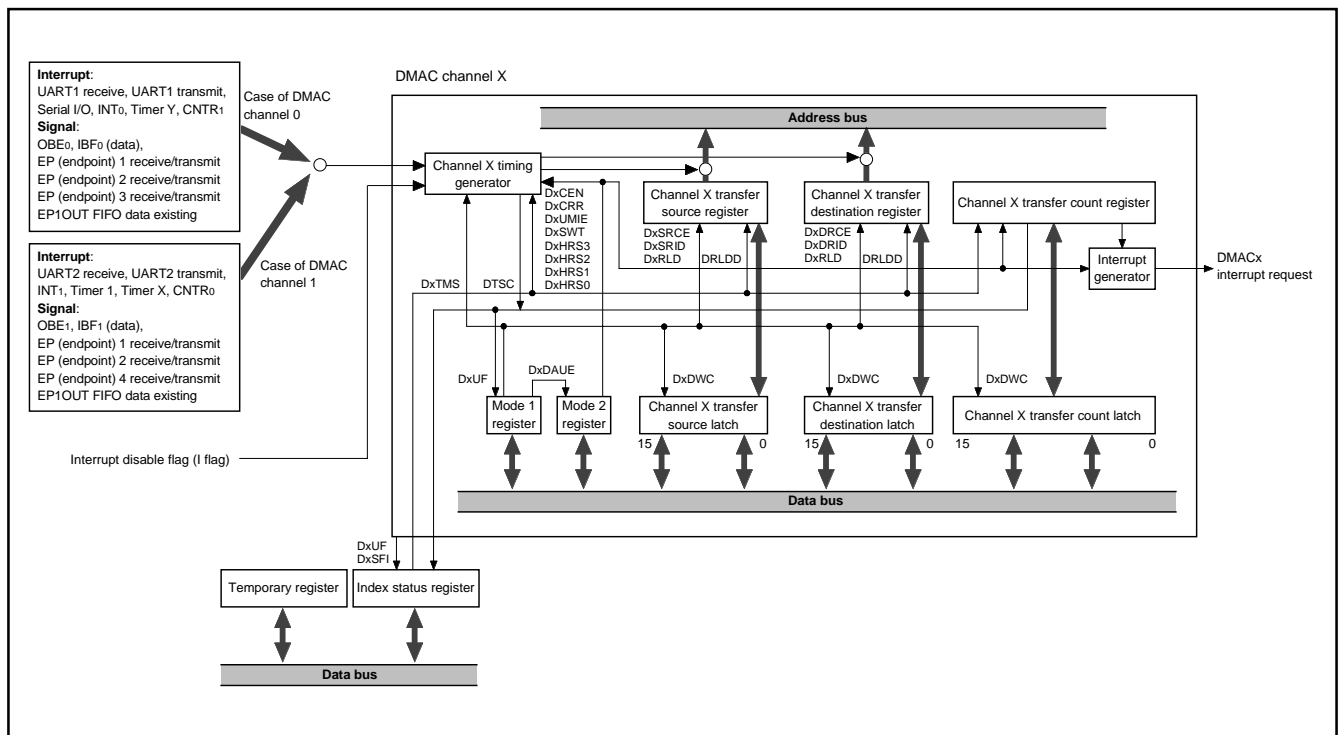 DMAC channel X
Interrupt:
UART1 receive, UART1 transmit,
Serial I/O, INT0, Timer Y, CNTR1
Signal:
OBE0, IBF0 (data),
EP (endpoint) 1 receive/transmit
EP (endpoint) 2 receive/transmit
EP (endpoint) 3 receive/transmit
EP1OUT FIFO data existing
Case of DMAC
channel 0
Interrupt:
UART2 receive, UART2 transmit,
INT1, Timer 1, Timer X, CNTR0
Signal:
OBE1, IBF1 (data),
EP (endpoint) 1 receive/transmit
EP (endpoint) 2 receive/transmit
EP (endpoint) 4 receive/transmit
EP1OUT FIFO data existing
Case of DMAC
channel 1
Interrupt disable flag (I flag)
Address bus
Channel X timing
generator
DxCEN
DxCRR
DxUMIE
DxSWT
DxHRS3
DxHRS2
DxHRS1
DxHRS0
Channel X transfer
source register
DxSRCE
DxSRID
DxRLD
DRLDD
Channel X transfer
destination register
DxDRCE
DxDRID
DxRLD
DRLDD
Channel X transfer count register
Interrupt
generator
DMACx
interrupt request
DxTMS
DTSC
DxUF
DxDAUE
DxDWC
DxDWC
DxDWC
Mode 1
register
Mode 2
register
Channel X transfer
source latch
15
0
Channel X transfer
destination latch
15
0
Channel X transfer count latch
15
0
Data bus
DxUF
DxSFI
Temporary register
Index status register
Data bus